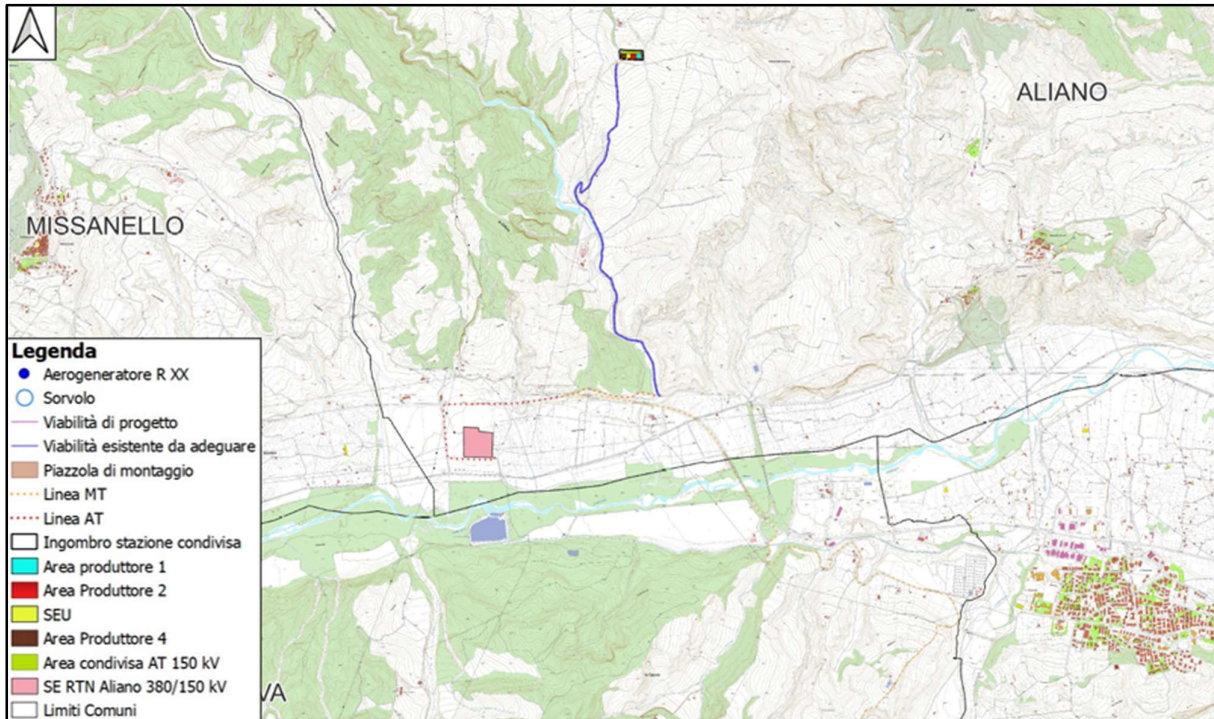 ALIANO
MISSANELLO
Legenda
Aerogeneratore R XX
Sorvolo
Viabilità di progetto
Viabilità esistente da adeguare
Piazzola di montaggio
Linea MT
Linea AT
Ingombro stazione condivisa
Area produttore 1
Area Produttore 2
SEU
Area Produttore 4
Area condivisa AT 150 kV
SE RTN Aliano 380/150 kV
Limiti Comuni
VA